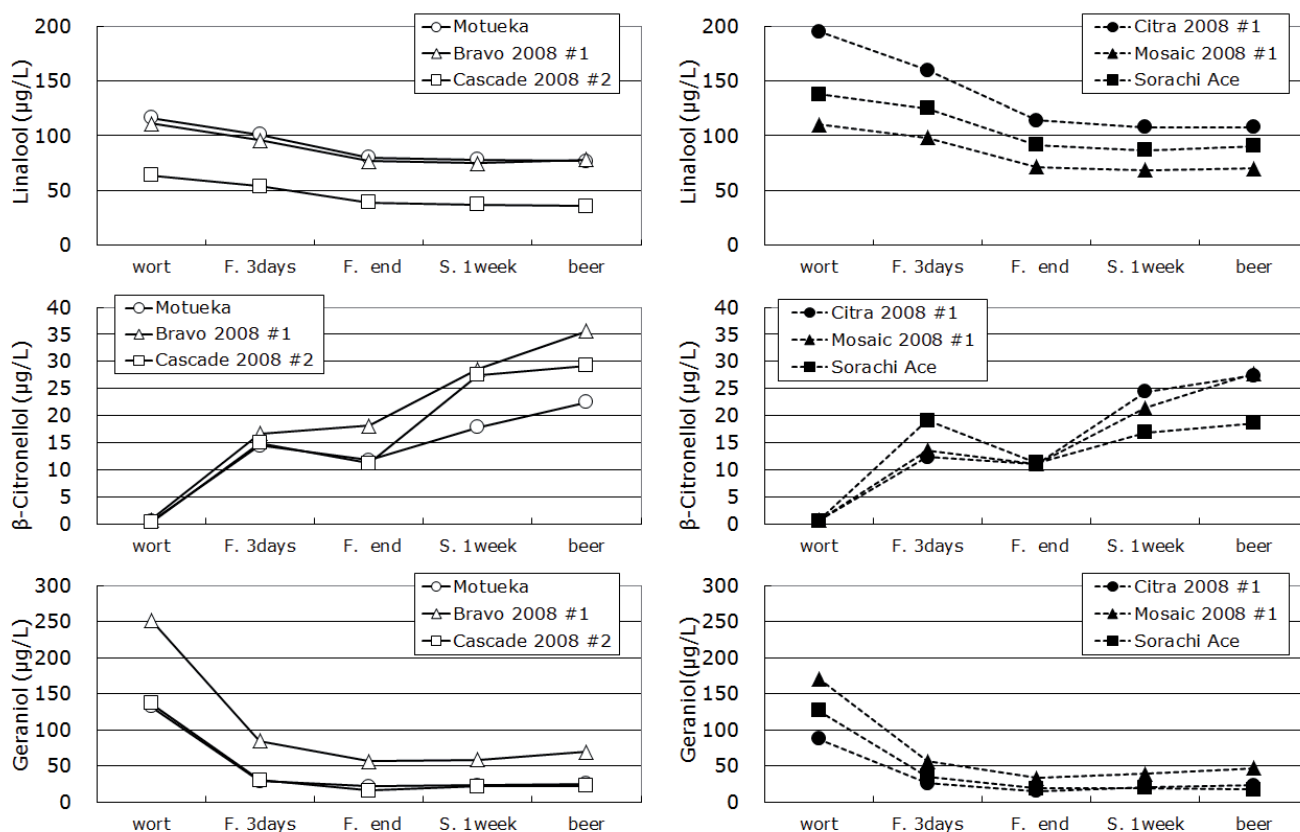 Linalool (µg/L)
200
150
100
50
0
Motueka
Bravo 2008 #1
Cascade 2008 #2
wort F. 3days F. end S. 1week beer
Linalool (µg/L)
200
150
100
50
0
Citra 2008 #1
Mosaic 2008 #1
Sorachi Ace
wort F. 3days F. end S. 1week beer
β-Citronellol (µg/L)
40
35
30
25
20
15
10
5
0
Motueka
Bravo 2008 #1
Cascade 2008 #2
wort F. 3days F. end S. 1week beer
β-Citronellol (µg/L)
40
35
30
25
20
15
10
5
0
Citra 2008 #1
Mosaic 2008 #1
Sorachi Ace
wort F. 3days F. end S. 1week beer
Geraniol (µg/L)
300
250
200
150
100
50
0
Motueka
Bravo 2008 #1
Cascade 2008 #2
wort F. 3days F. end S. 1week beer
Geraniol(µg/L)
300
250
200
150
100
50
0
Citra 2008 #1
Mosaic 2008 #1
Sorachi Ace
wort F. 3days F. end S. 1week beer